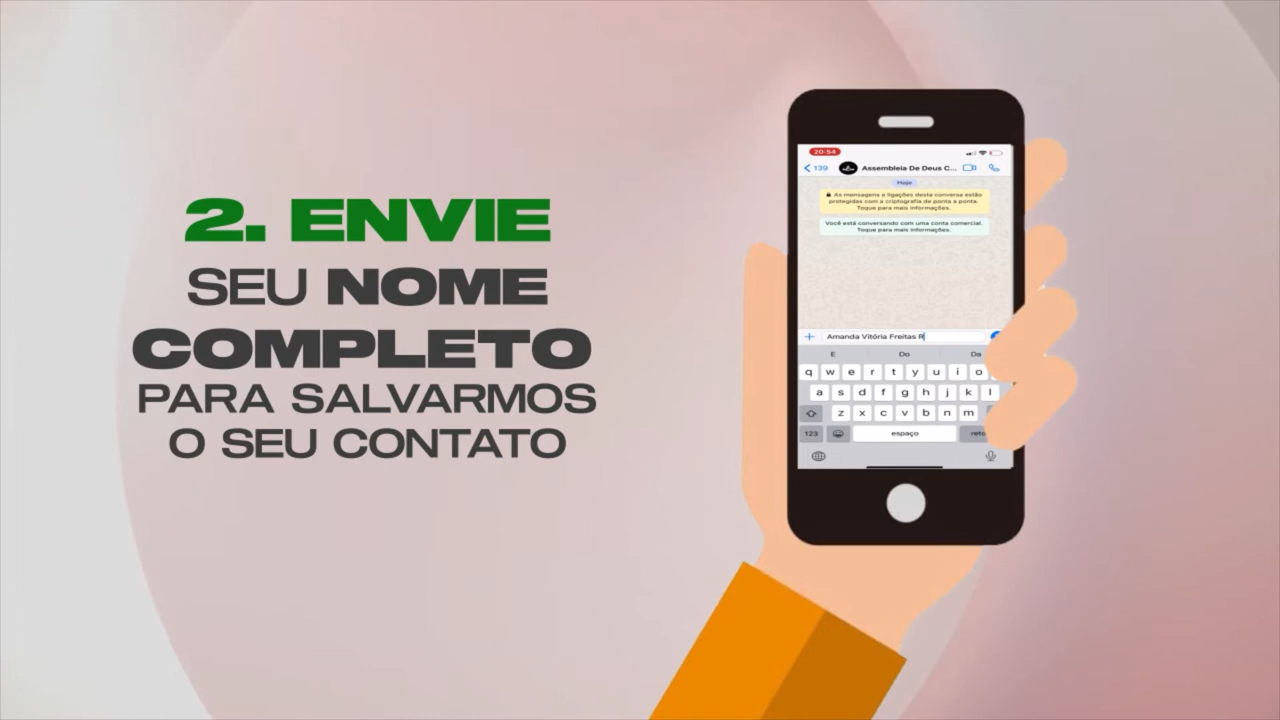 2. ENVIE
SEU NOME
COMPLETO
PARA SALVARMOS
O SEU CONTATO
20:54
139
Assembleia De Deus C...
Hoje
As mensagens e ligações desta conversa estão
protegidas com a criptografia de ponta a ponta.
Toque para mais informações.
Você está conversando com uma conta comercial.
Toque para mais informações.
Amanda Vitória Freitas R
E Do Da
q w e r t y u i o
a s d f g h j k l
z x c v b n m
123 espaço reto